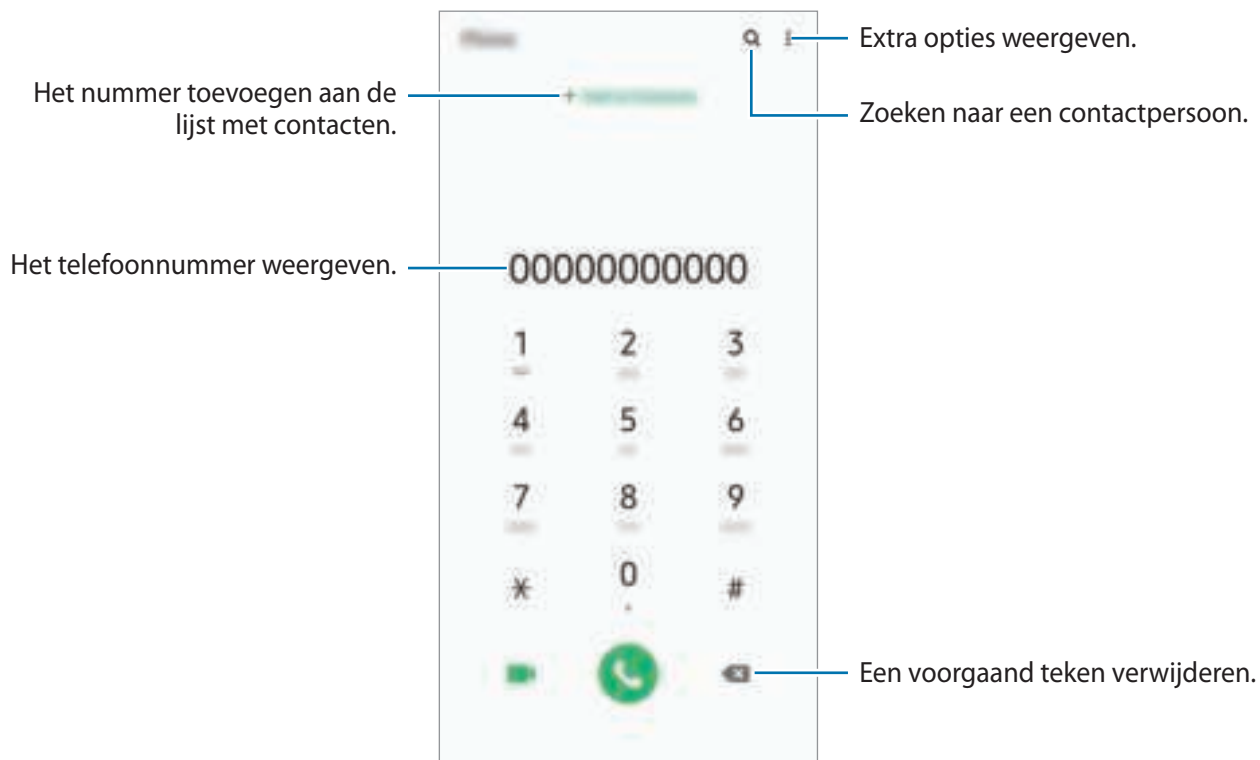 Extra opties weergeven.
Het nummer toevoegen aan de
lijst met contacten.
Zoeken naar een contactpersoon.
Het telefoonnummer weergeven.
00000000000
1 2 3
4 5 6
7 8 9
* 0 #
Een voorgaand teken verwijderen.